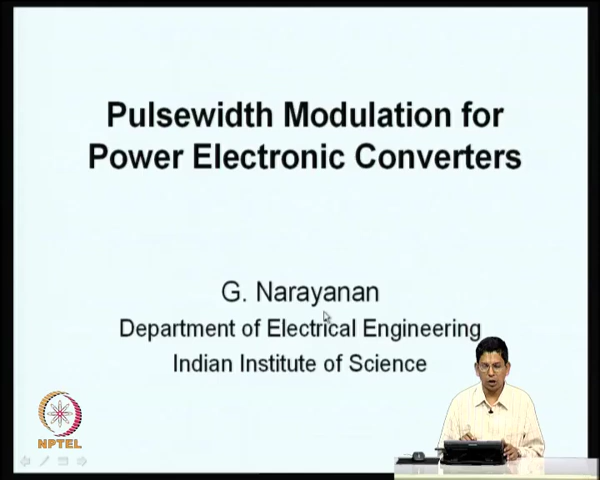 Pulsewidth Modulation for
Power Electronic Converters
G. Narayanan
Department of Electrical Engineering
Indian Institute of Science
NPTEL